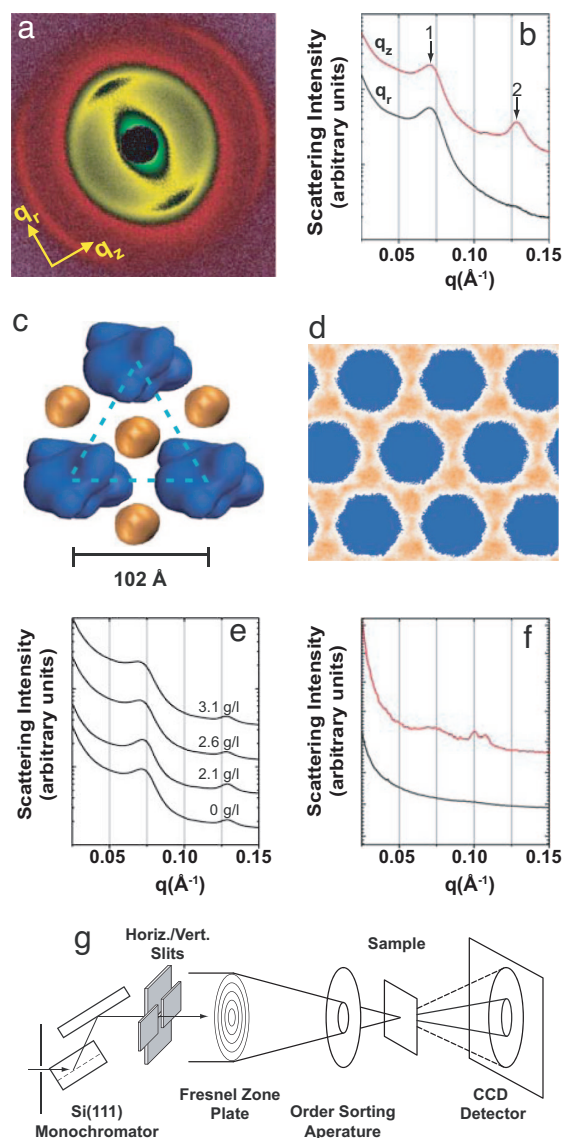 a
q_r
q_z
b
Scattering Intensity
(arbitrary units)
q_z
q_r
1
2
0.05
0.10
0.15
q(Å⁻¹)
c
102 Å
d
e
Scattering Intensity
(arbitrary units)
3.1 g/l
2.6 g/l
2.1 g/l
0 g/l
0.05
0.10
0.15
q(Å⁻¹)
f
Scattering Intensity
(arbitrary units)
0.05
0.10
0.15
q(Å⁻¹)
g
Horiz./Vert.
Slits
Sample
Si(111)
Monochromator
Fresnel Zone
Plate
Order Sorting
Aperature
CCD
Detector